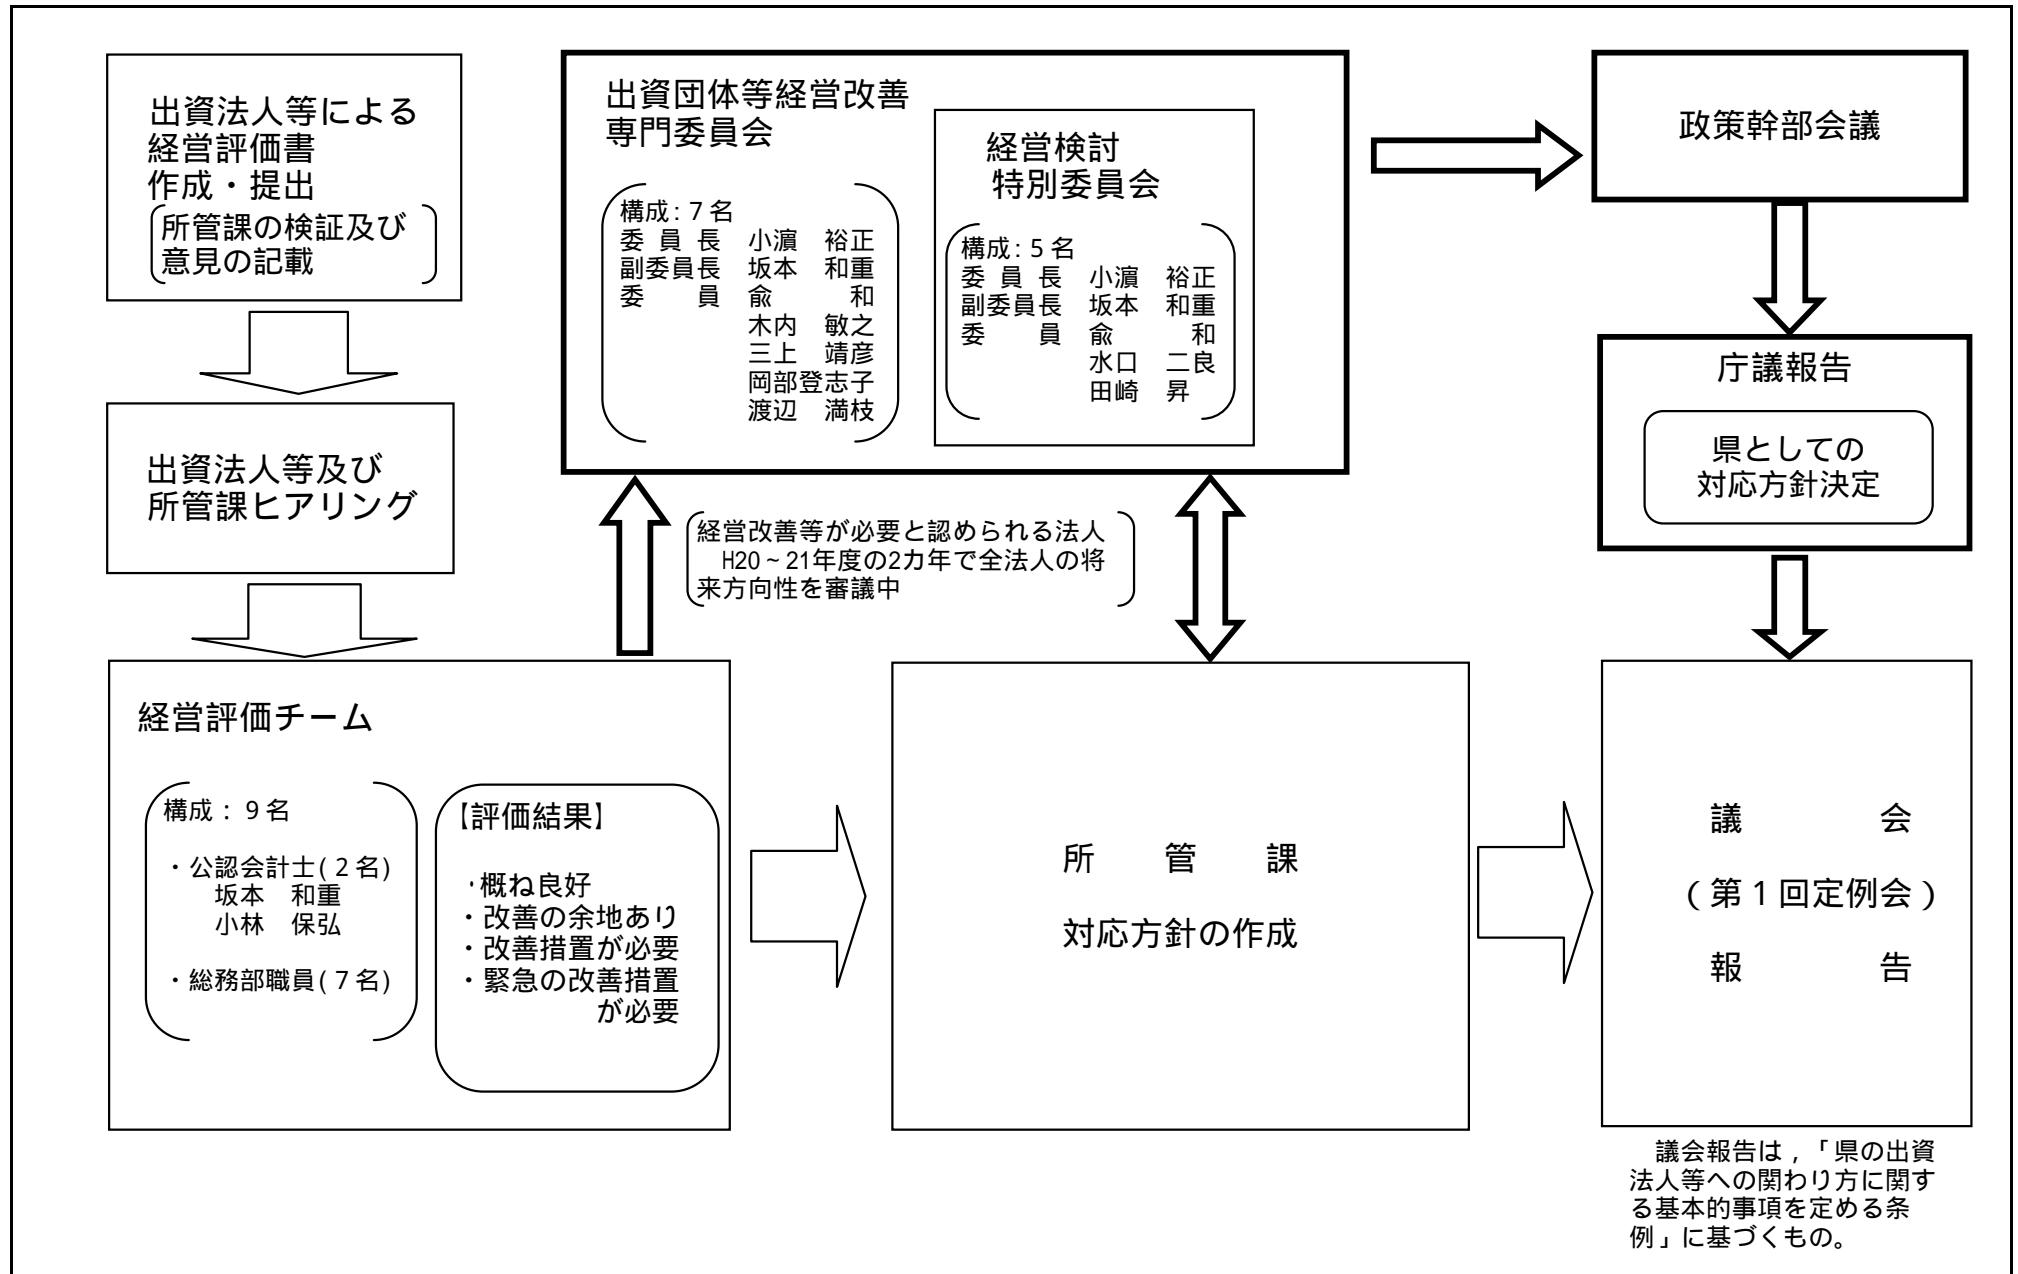 出資法人等による
経営評価書
作成・提出
所管課の検証及び
意見の記載
出資法人等及び
所管課ヒアリング
経営評価チーム
構成：９名
・公認会計士(２名)
坂本　和重
小林　保弘
・総務部職員(７名)
【評価結果】
・概ね良好
・改善の余地あり
・改善措置が必要
・緊急の改善措置
が必要
出資団体等経営改善
専門委員会
構成：７名
委　員　長　小濵　裕正
副委員長　坂本　和重
委　　　員　兪　　　和
木内　敏之
三上　靖彦
岡部登志子
渡辺　満枝
経営検討
特別委員会
構成：５名
委　員　長　小濵　裕正
副委員長　坂本　和重
委　　　員　兪　　　和
水口　二良
田崎　昇
経営改善等が必要と認められる法人
H20～21年度の2カ年で全法人の将
来方向性を審議中
所　管　課
対応方針の作成
政策幹部会議
庁議報告
県としての
対応方針決定
議　　　会
（第１回定例会）
報　　　告
議会報告は，「県の出資
法人等への関わり方に関す
る基本的事項を定める条
例」に基づくもの。